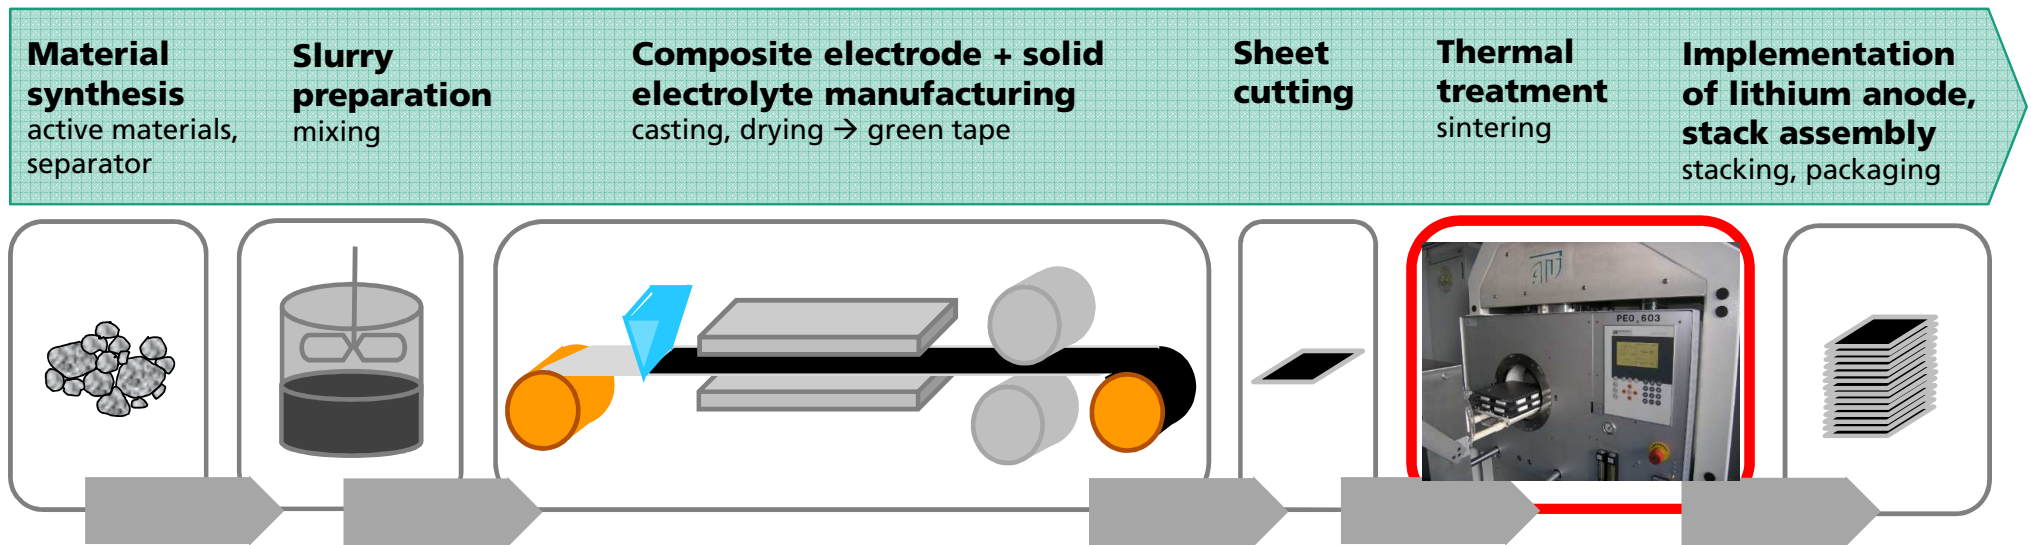 Material
synthesis
active materials,
separator
Slurry
preparation
mixing
Composite electrode + solid
electrolyte manufacturing
casting, drying → green tape
Sheet
cutting
Thermal
treatment
sintering
Implementation
of lithium anode,
stack assembly
stacking, packaging
PEO_603